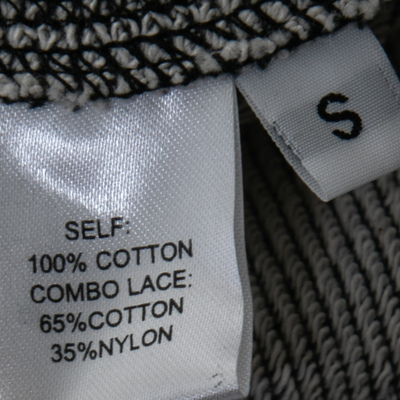 S
SELF:
100% COTTON
COMBO LACE:
65%COTTON
35%NYLON